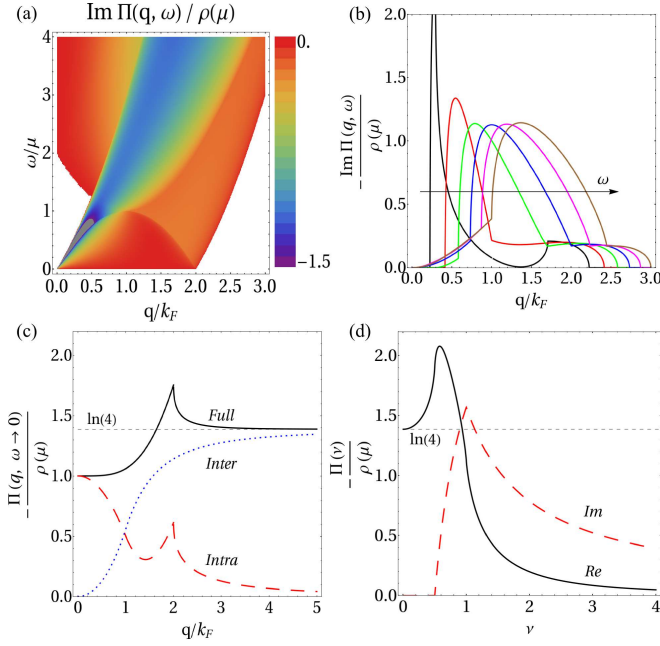 (a) Im Π(q, ω) / ρ(μ)
ω/μ
4
3
2
1
0
0.0 0.5 1.0 1.5 2.0 2.5 3.0
q/k_F
0.
−1.5
(b)
− Im Π(q, ω) / ρ(μ)
2.0
1.5
1.0
0.5
0.0
ω
0.0 0.5 1.0 1.5 2.0 2.5 3.0
q/k_F
(c)
− Π(q, ω→0) / ρ(μ)
2.0
1.5
1.0
0.5
0.0
ln(4)
Full
Inter
Intra
0 1 2 3 4 5
q/k_F
(d)
− Π(ν) / ρ(μ)
2.0
1.5
1.0
0.5
0.0
ln(4)
Im
Re
0 1 2 3 4
ν